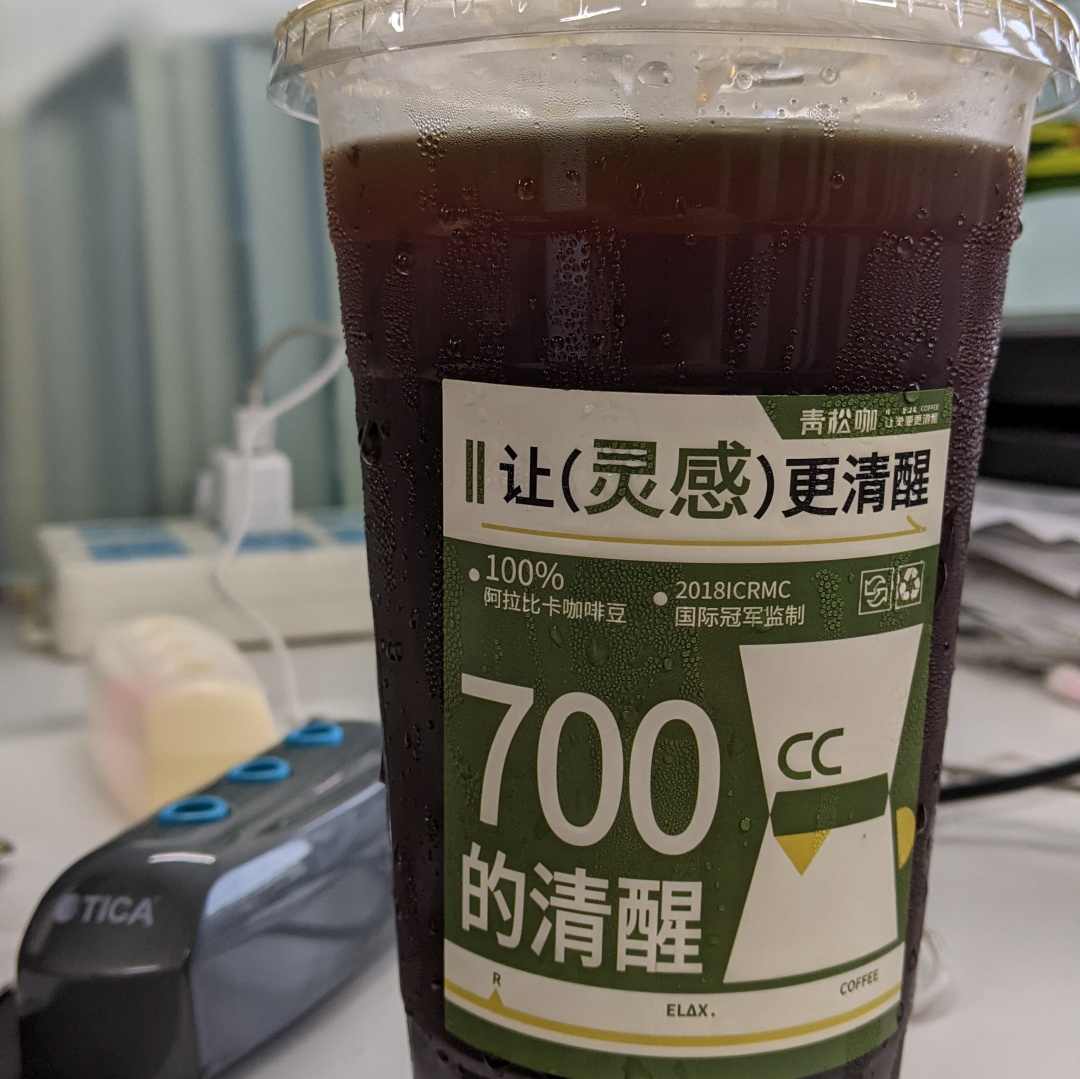 青松咖
让(灵感)更清醒
100%
阿拉比卡咖啡豆
2018ICRMC
国际冠军监制
700
CC
的清醒
R
ELAX.
COFFEE
TICA